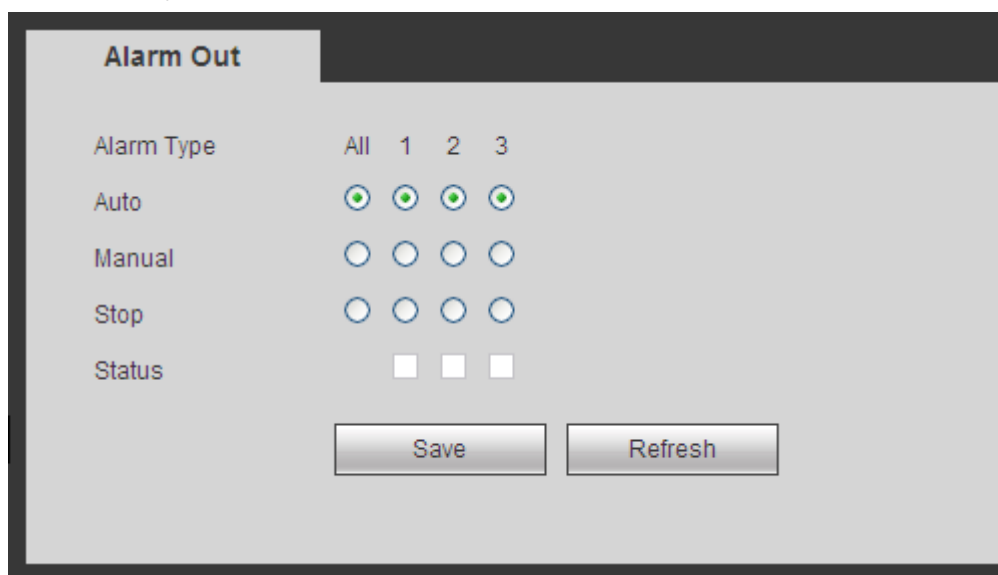 Alarm Out
Alarm Type All 1 2 3
Auto
Manual
Stop
Status
Save Refresh